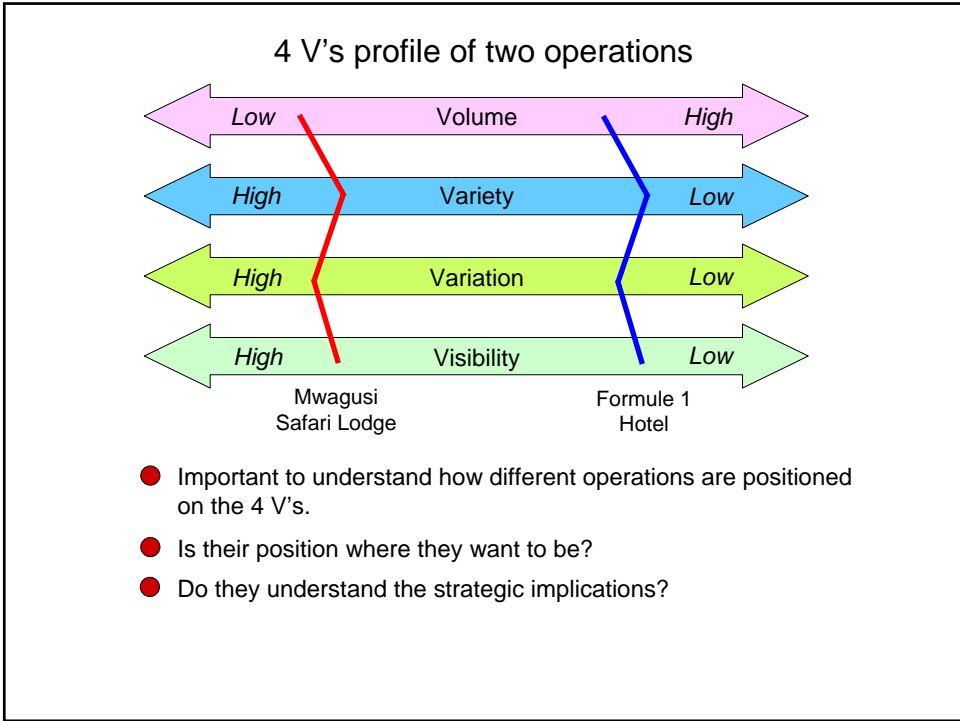 4 V’s profile of two operations
Low Volume High
High Variety Low
High Variation Low
High Visibility Low
Mwagusi
Safari Lodge
Formule 1
Hotel
Important to understand how different operations are positioned
on the 4 V’s.
Is their position where they want to be?
Do they understand the strategic implications?